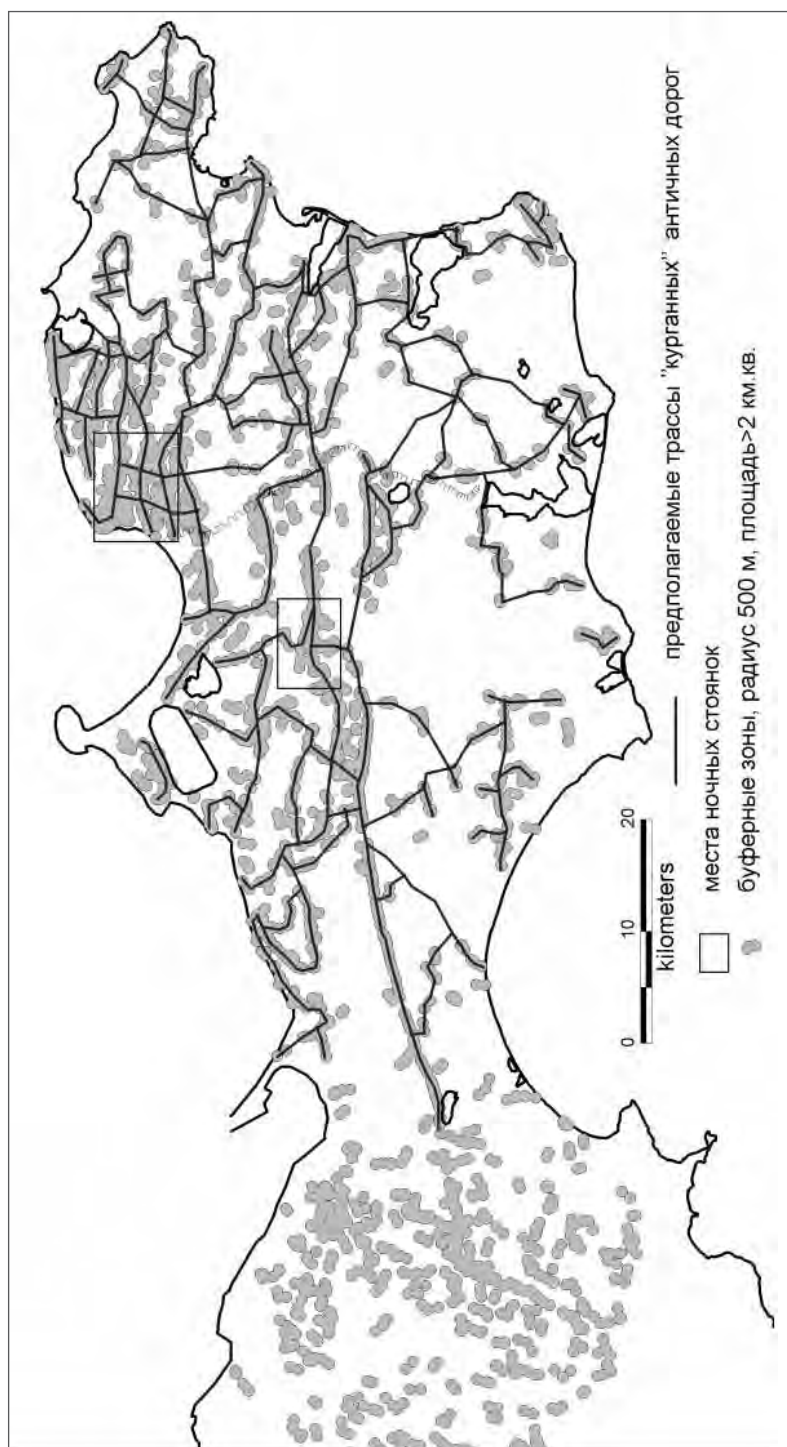 предполагаемые трассы "курганных" античных дорог
места ночных стоянок
буферные зоны, радиус 500 м, площадь>2 км.кв.
0 10 20
kilometers